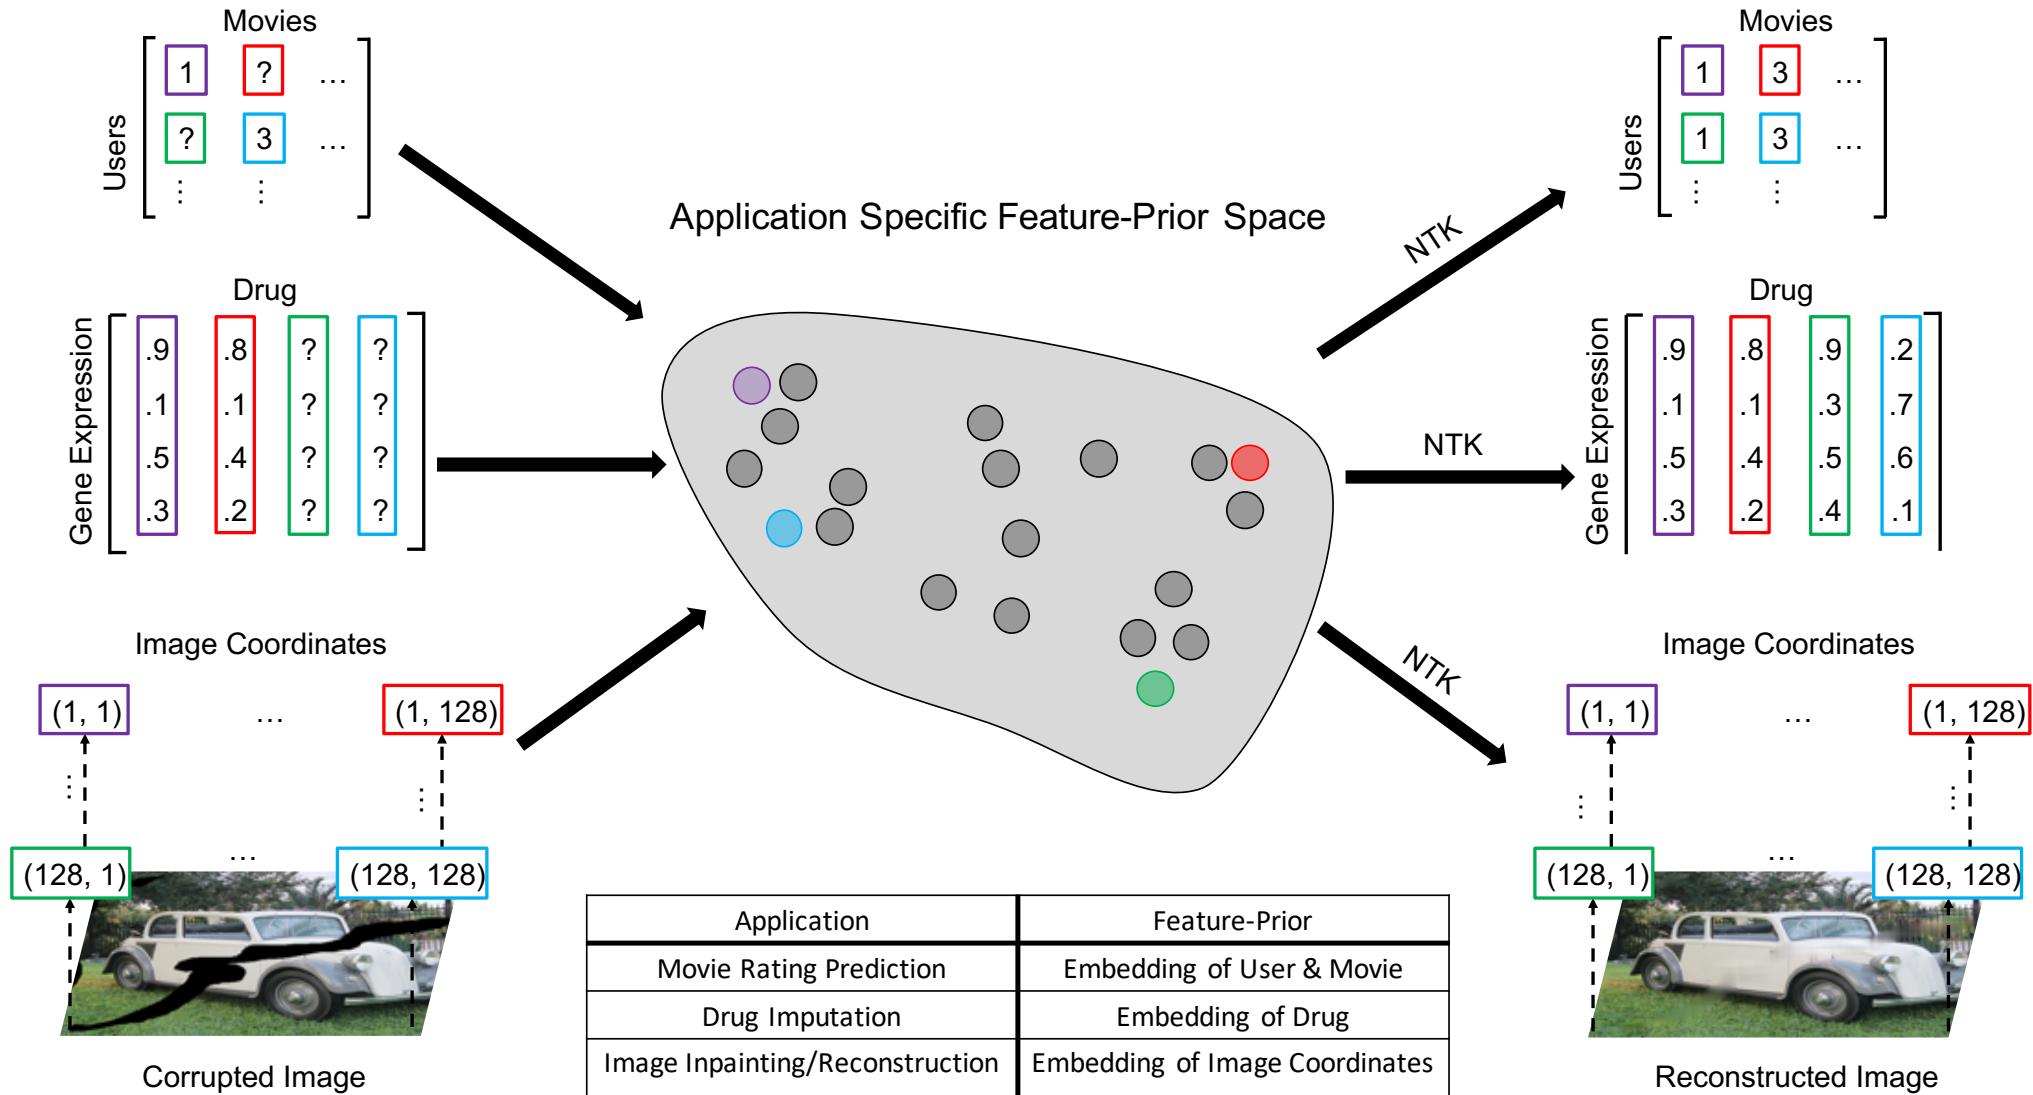 Movies
Users
1 ? …
? 3 …
⋮ ⋮
Drug
Gene Expression
.9 .8 ? ?
.1 .1 ? ?
.5 .4 ? ?
.3 .2 ? ?
Image Coordinates
(1, 1) … (1, 128)
⋮ ⋮
…
(128, 1) (128, 128)
Corrupted Image
Application Specific Feature-Prior Space
NTK
NTK
NTK
Application Feature-Prior
Movie Rating Prediction Embedding of User & Movie
Drug Imputation Embedding of Drug
Image Inpainting/Reconstruction Embedding of Image Coordinates
Movies
Users
1 3 …
1 3 …
⋮ ⋮
Drug
Gene Expression
.9 .8 .9 .2
.1 .1 .3 .7
.5 .4 .5 .6
.3 .2 .4 .1
Image Coordinates
(1, 1) … (1, 128)
⋮ ⋮
…
(128, 1) (128, 128)
Reconstructed Image